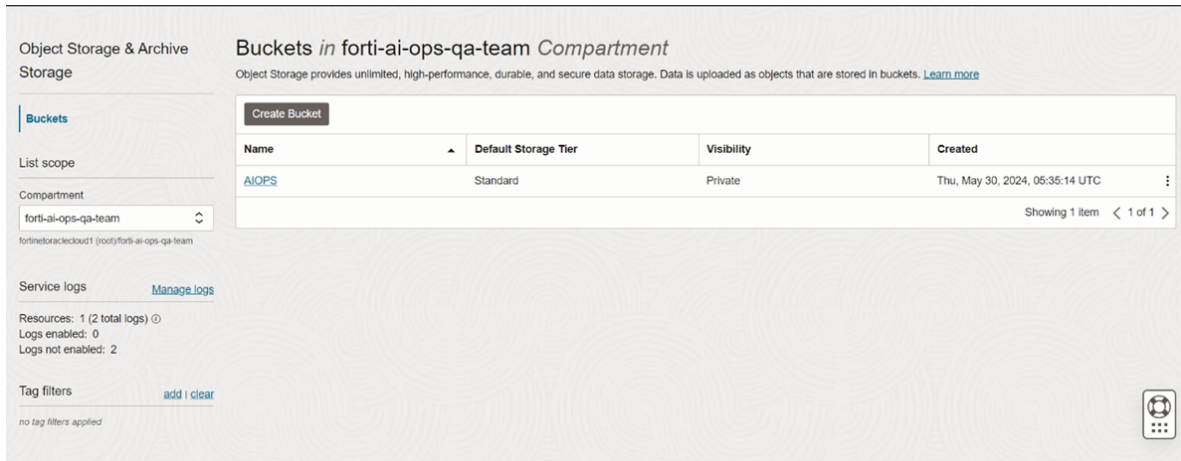 Object Storage & Archive
Storage
Buckets
List scope
Compartment
forti-ai-ops-qa-team
fortinetoraclecloud1 (root)/forti-ai-ops-qa-team
Service logs Manage logs
Resources: 1 (2 total logs)
Logs enabled: 0
Logs not enabled: 2
Tag filters add | clear
no tag filters applied
Buckets in forti-ai-ops-qa-team Compartment
Object Storage provides unlimited, high-performance, durable, and secure data storage. Data is uploaded as objects that are stored in buckets. Learn more
Create Bucket
Name Default Storage Tier Visibility Created
AIOPS Standard Private Thu, May 30, 2024, 05:35:14 UTC
Showing 1 item < 1 of 1 >